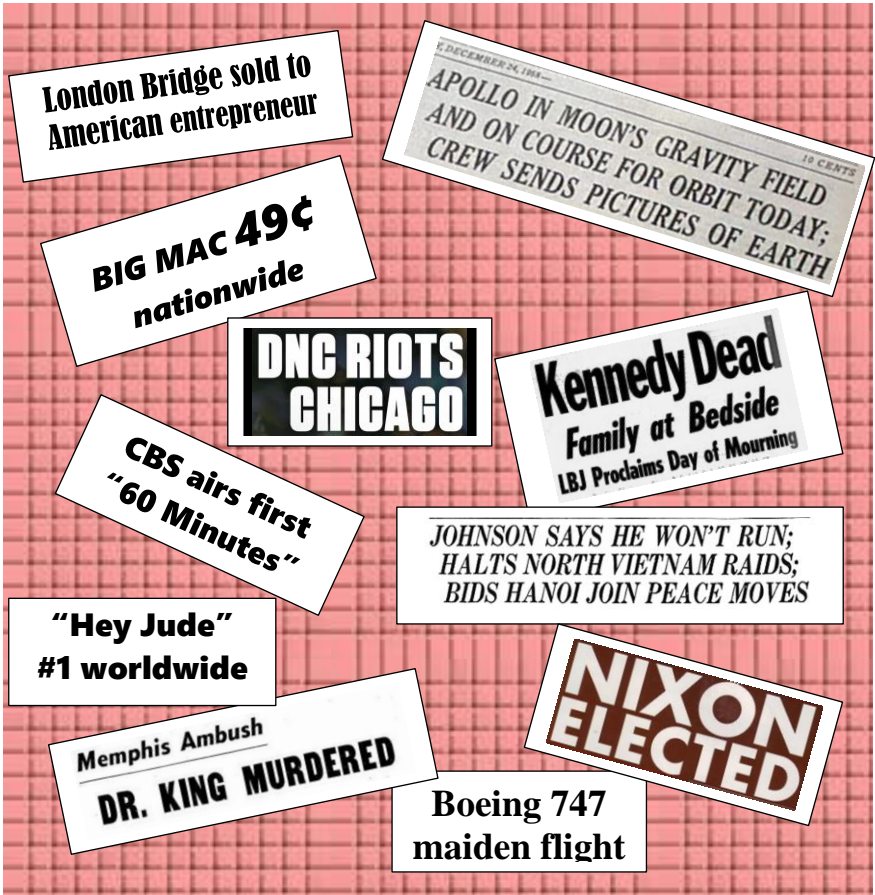 London Bridge sold to
American entrepreneur
, DECEMBER 24, 1968—
10 CENTS
APOLLO IN MOON'S GRAVITY FIELD
AND ON COURSE FOR ORBIT TODAY;
CREW SENDS PICTURES OF EARTH
BIG MAC 49¢
nationwide
DNC RIOTS
CHICAGO
Kennedy Dead
Family at Bedside
LBJ Proclaims Day of Mourning
CBS airs first
“60 Minutes”
JOHNSON SAYS HE WON'T RUN;
HALTS NORTH VIETNAM RAIDS;
BIDS HANOI JOIN PEACE MOVES
“Hey Jude”
#1 worldwide
NIXON
ELECTED
Memphis Ambush
DR. KING MURDERED
Boeing 747
maiden flight